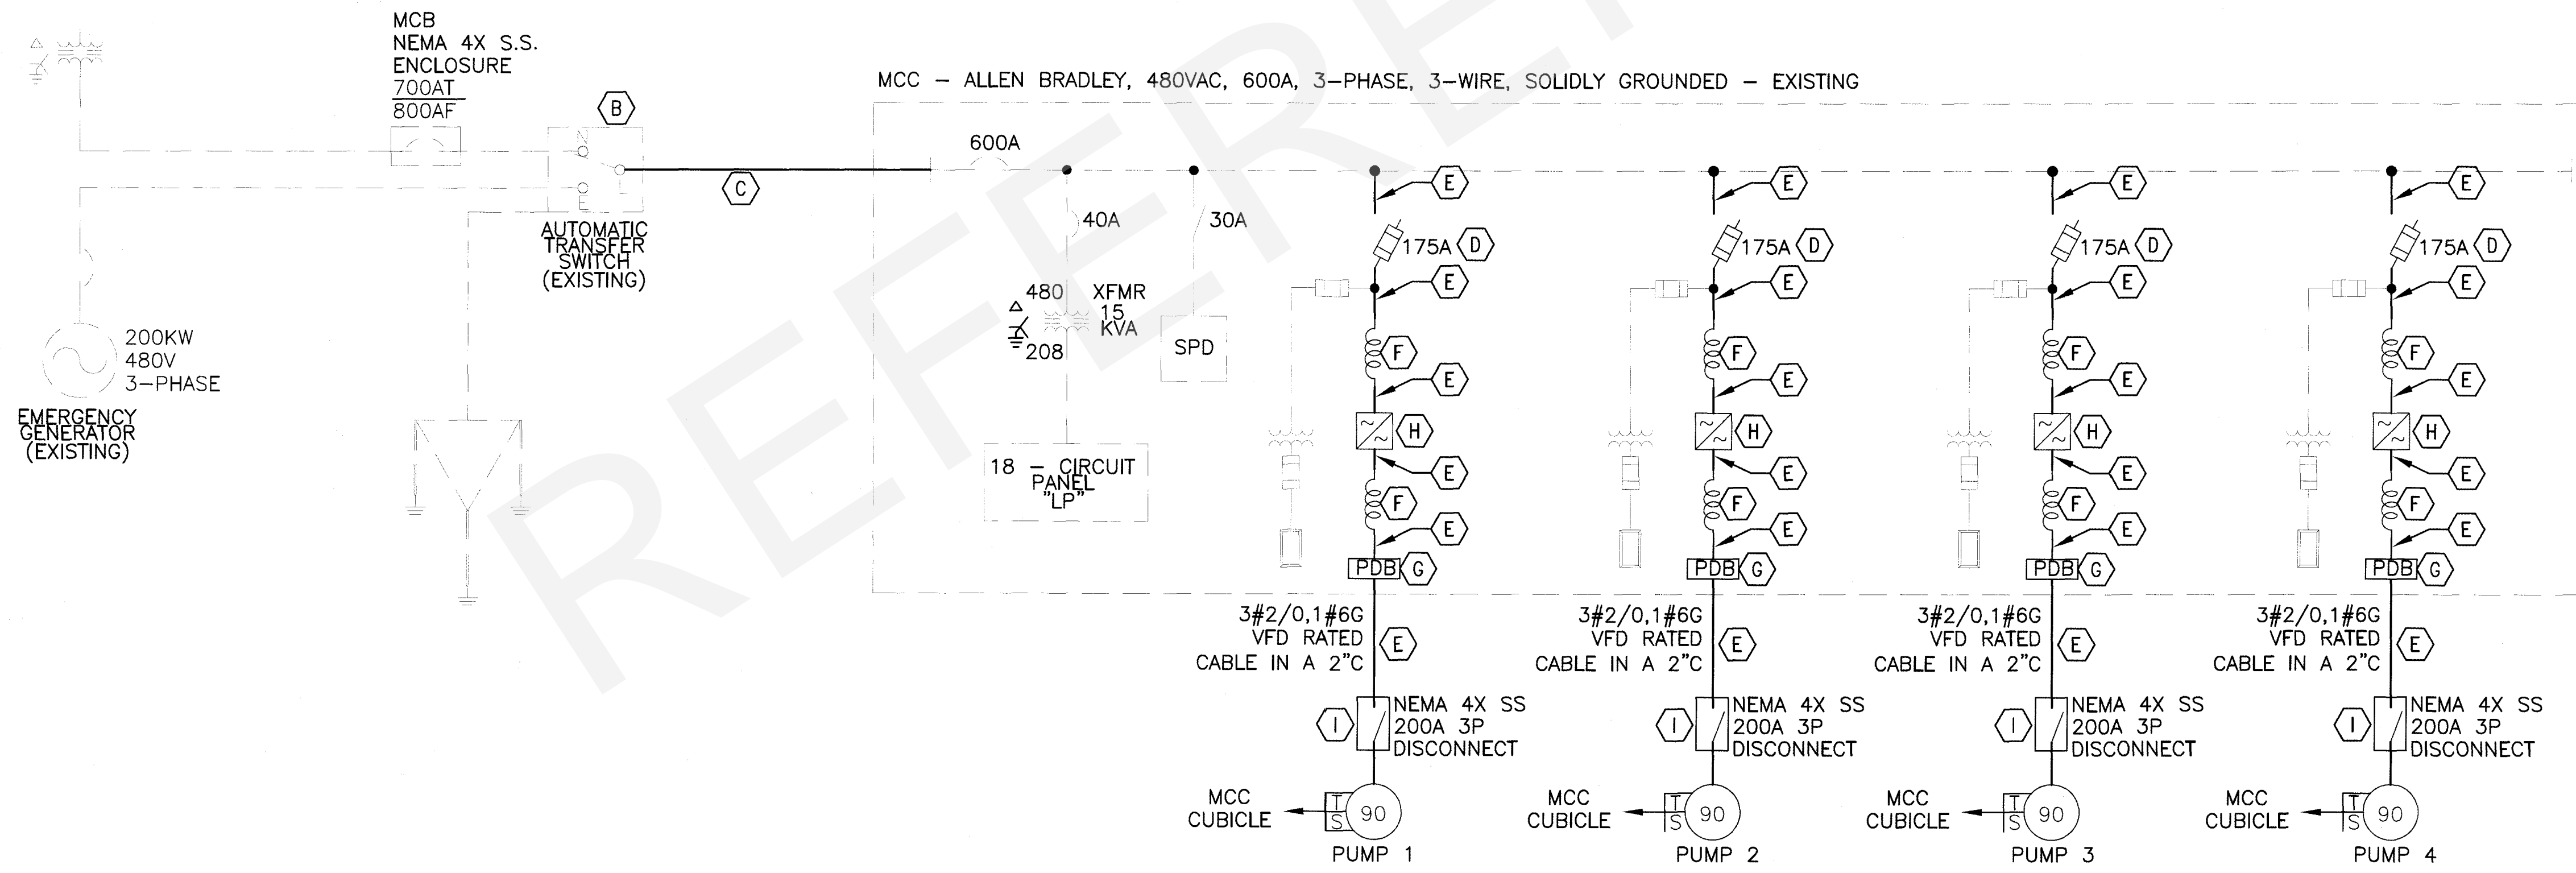 MCB
NEMA 4X S.S.
ENCLOSURE
700AT
800AF
B
N
L
E
AUTOMATIC
TRANSFER
SWITCH
(EXISTING)
C
200KW
480V
3-PHASE
EMERGENCY
GENERATOR
(EXISTING)
MCC - ALLEN BRADLEY, 480VAC, 600A, 3-PHASE, 3-WIRE, SOLIDLY GROUNDED - EXISTING
600A
40A
30A
480
208
XFMR
15
KVA
SPD
18 - CIRCUIT
PANEL
"LP"
E
175A D
E
F
E
H
E
F
E
PDB G
3#2/0,1#6G
VFD RATED
CABLE IN A 2"C
E
I
NEMA 4X SS
200A 3P
DISCONNECT
MCC
CUBICLE
T
S
90
PUMP 1
E
175A D
E
F
E
H
E
F
E
PDB G
3#2/0,1#6G
VFD RATED
CABLE IN A 2"C
E
I
NEMA 4X SS
200A 3P
DISCONNECT
MCC
CUBICLE
T
S
90
PUMP 2
E
175A D
E
F
E
H
E
F
E
PDB G
3#2/0,1#6G
VFD RATED
CABLE IN A 2"C
E
I
NEMA 4X SS
200A 3P
DISCONNECT
MCC
CUBICLE
T
S
90
PUMP 3
E
175A D
E
F
E
H
E
F
E
PDB G
3#2/0,1#6G
VFD RATED
CABLE IN A 2"C
E
I
NEMA 4X SS
200A 3P
DISCONNECT
MCC
CUBICLE
T
S
90
PUMP 4